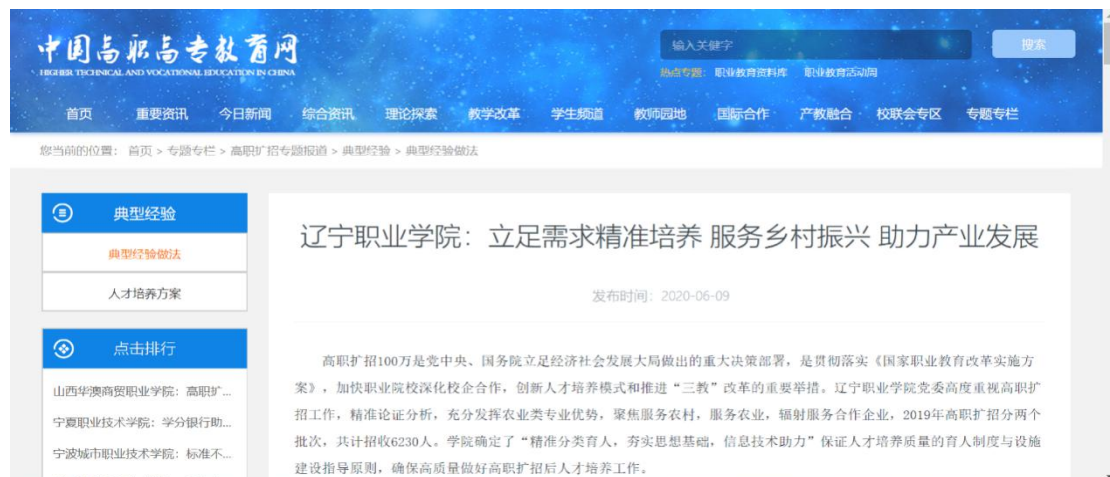 中国高职高专教育网
HIGHER TECHNICAL AND VOCATIONAL EDUCATION IN CHINA
输入关键字
搜索
热点专题: 职业教育资料库 职业教育活动周
首页 重要资讯 今日新闻 综合资讯 理论探索 教学改革 学生频道 教师园地 国际合作 产教融合 校联会专区 专题专栏
您当前的位置: 首页 > 专题专栏 > 高职扩招专题报道 > 典型经验 > 典型经验做法
典型经验
典型经验做法
人才培养方案
点击排行
山西华澳商贸职业学院：高职扩...
宁夏职业技术学院：学分银行助...
宁波城市职业技术学院：标准不...
辽宁职业学院：立足需求精准培养 服务乡村振兴 助力产业发展
发布时间: 2020-06-09
高职扩招100万是党中央、国务院立足经济社会发展大局做出的重大决策部署，是贯彻落实《国家职业教育改革实施方
案》，加快职业院校深化校企合作，创新人才培养模式和推进“三教”改革的重要举措。辽宁职业学院党委高度重视高职扩
招工作，精准论证分析，充分发挥农业类专业优势，聚焦服务农村，服务农业，辐射服务合作企业，2019年高职扩招分两个
批次，共计招收6230人。学院确定了“精准分类育人，夯实思想基础，信息技术助力”保证人才培养质量的育人制度与设施
建设指导原则，确保高质量做好高职扩招后人才培养工作。